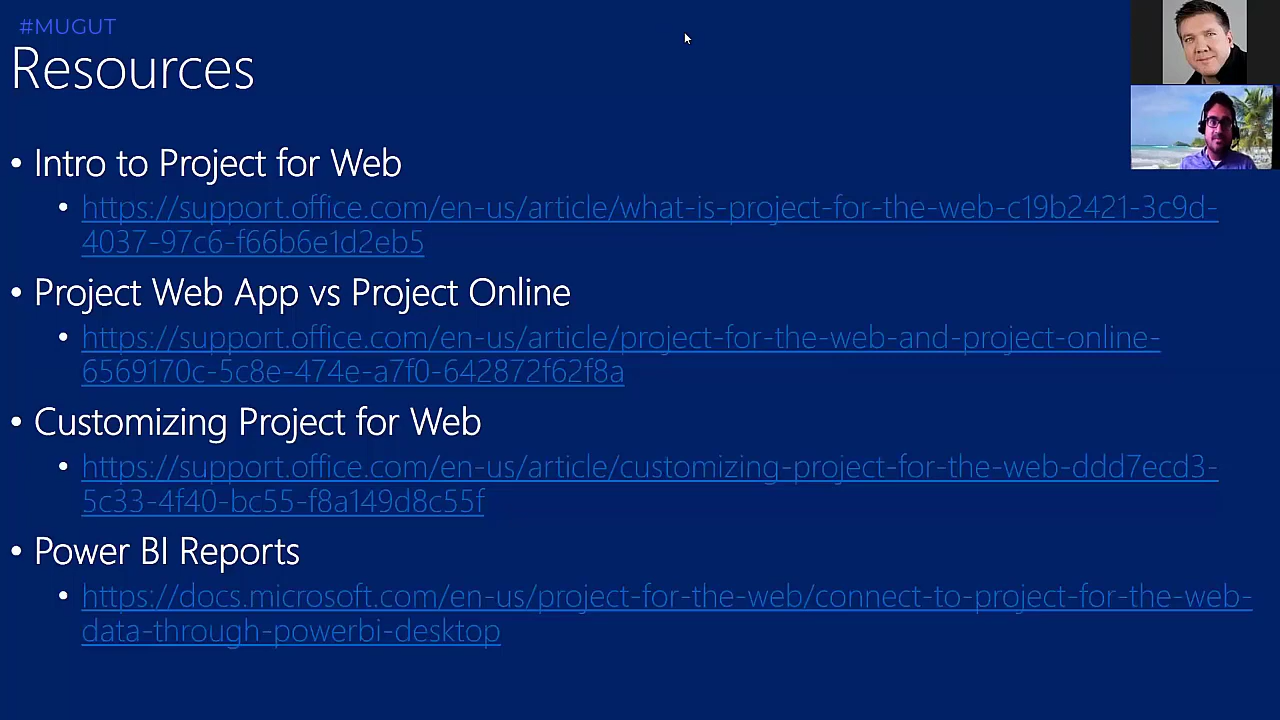 #MUGUT
Resources
• Intro to Project for Web
• https://support.office.com/en-us/article/what-is-project-for-the-web-c19b2421-3c9d-
4037-97c6-f66b6e1d2eb5
• Project Web App vs Project Online
• https://support.office.com/en-us/article/project-for-the-web-and-project-online-
6569170c-5c8e-474e-a7f0-642872f62f8a
• Customizing Project for Web
• https://support.office.com/en-us/article/customizing-project-for-the-web-ddd7ecd3-
5c33-4f40-bc55-f8a149d8c55f
• Power BI Reports
• https://docs.microsoft.com/en-us/project-for-the-web/connect-to-project-for-the-web-
data-through-powerbi-desktop